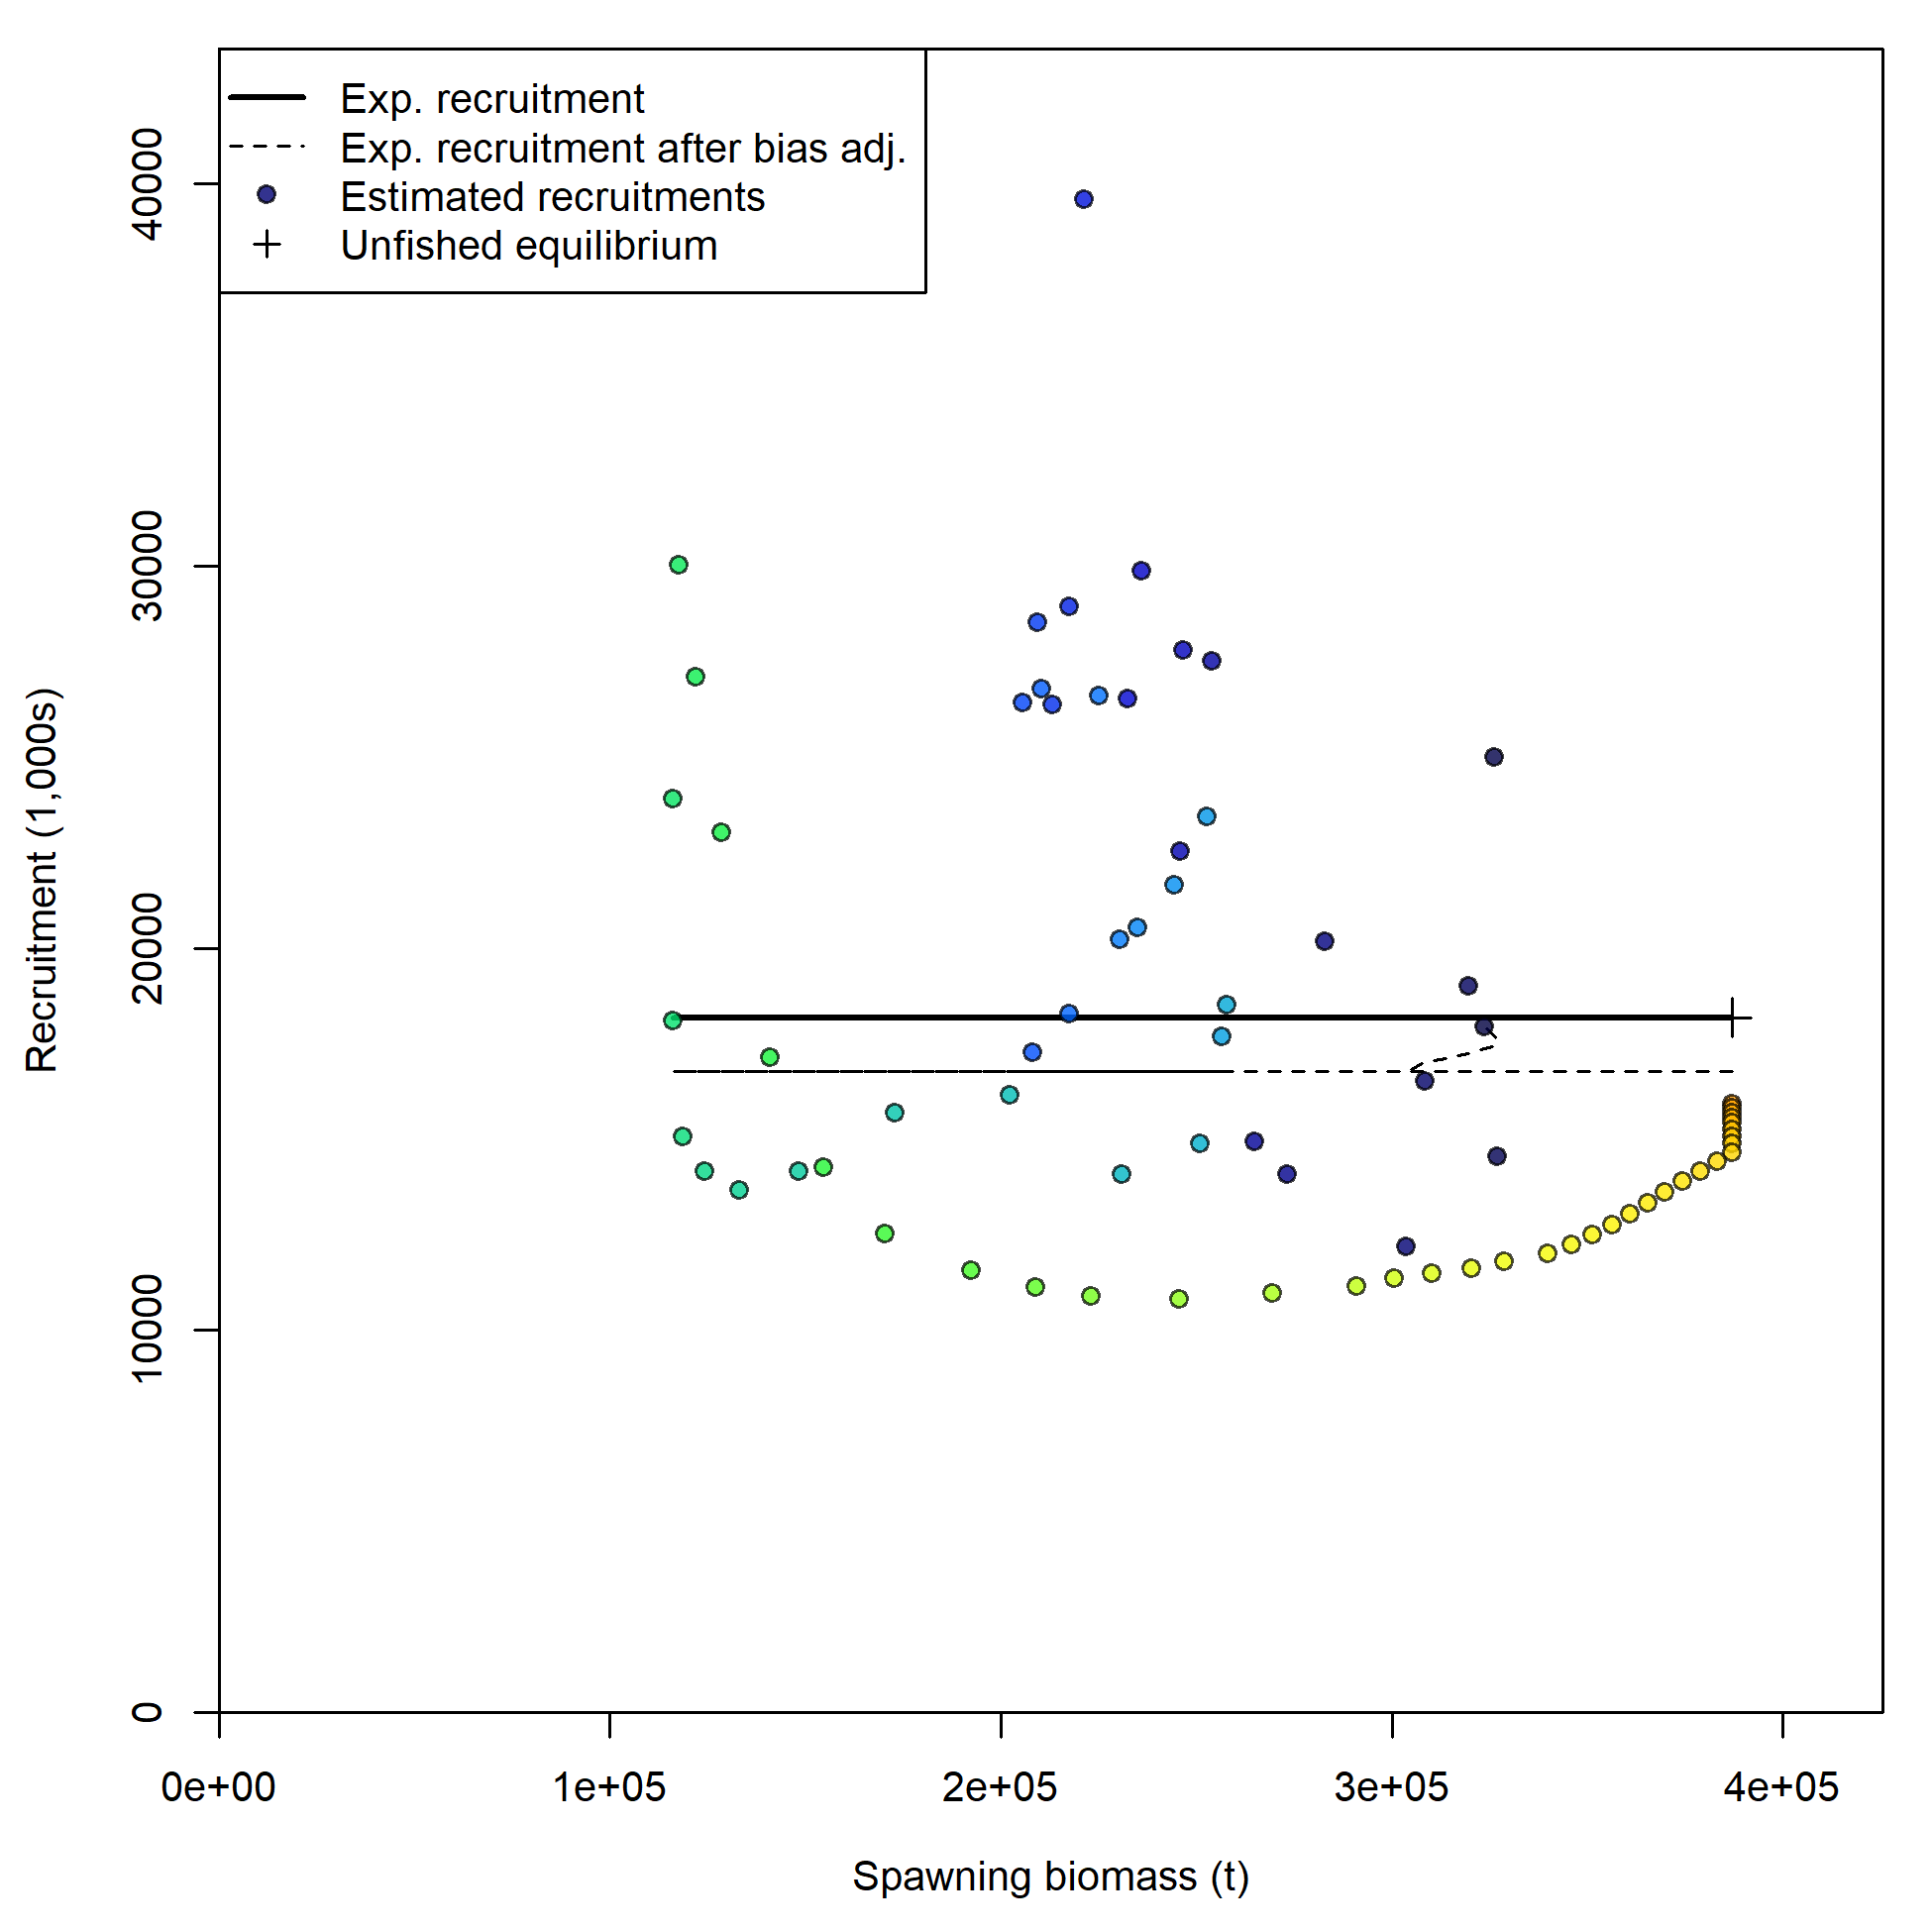 Exp. recruitment
Exp. recruitment after bias adj.
Estimated recruitments
Unfished equilibrium
Recruitment (1,000s)
40000
30000
20000
10000
0
0e+00 1e+05 2e+05 3e+05 4e+05
Spawning biomass (t)